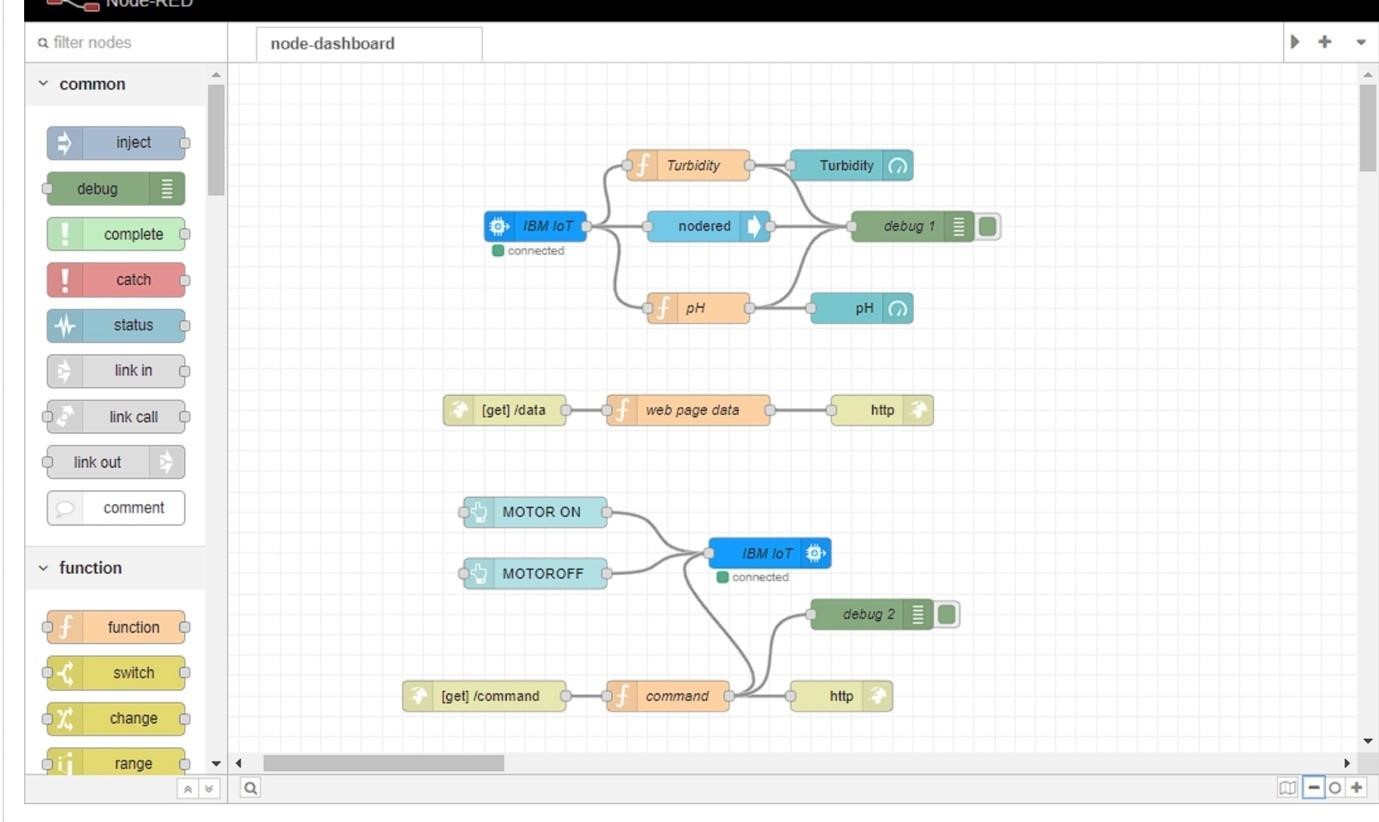 Node-RED
filter nodes
node-dashboard
common
inject
debug
complete
catch
status
link in
link call
link out
comment
function
function
switch
change
range
Turbidity
Turbidity
IBM IoT
connected
nodered
debug 1
pH
pH
[get] /data
web page data
http
MOTOR ON
MOTOROFF
IBM IoT
connected
debug 2
[get] /command
command
http